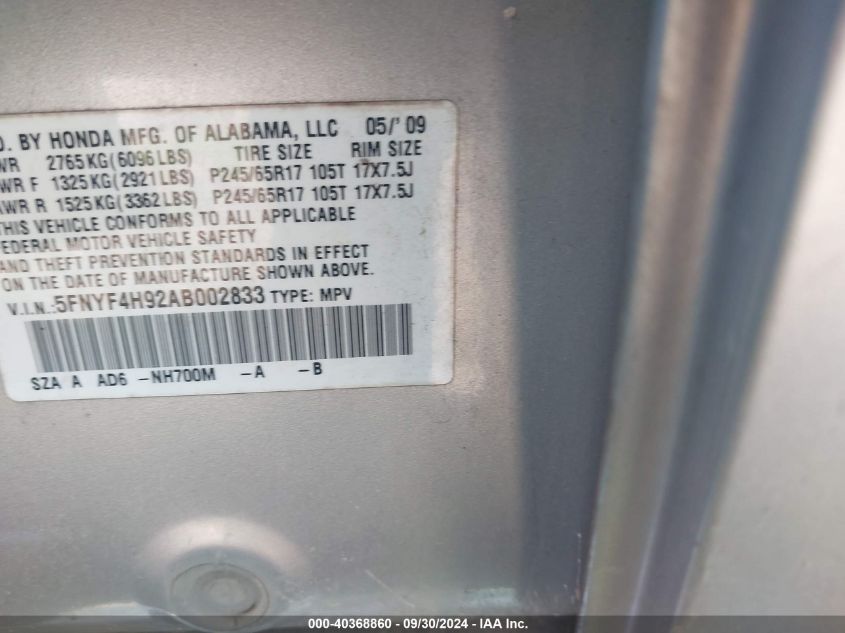 D. BY HONDA MFG. OF ALABAMA, LLC 05/'09
WR 2765KG(6096LBS) TIRE SIZE RIM SIZE
WR F 1325KG(2921LBS) P245/65R17 105T 17X7.5J
WR R 1525KG(3362LBS) P245/65R17 105T 17X7.5J
THIS VEHICLE CONFORMS TO ALL APPLICABLE
FEDERAL MOTOR VEHICLE SAFETY
AND THEFT PREVENTION STANDARDS IN EFFECT
ON THE DATE OF MANUFACTURE SHOWN ABOVE.
V.I.N.:5FNYF4H92AB002833 TYPE: MPV
SZA A AD6 -NH700M -A -B
000-40368860 - 09/30/2024 - IAA Inc.